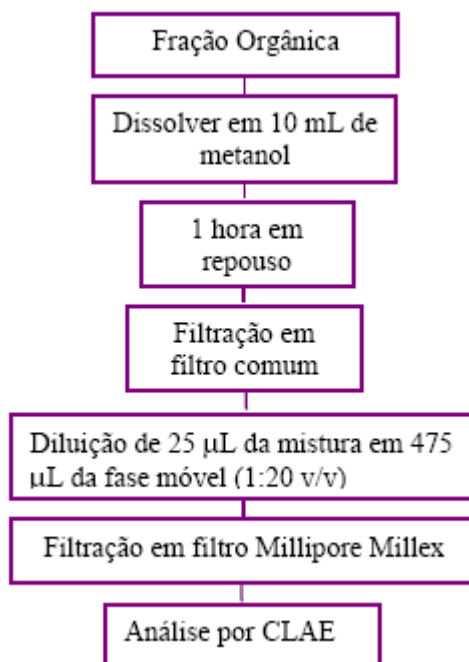 Fração Orgânica
Dissolver em 10 mL de
metanol
1 hora em
repouso
Filtração em
filtro comum
Diluição de 25 µL da mistura em 475
µL da fase móvel (1:20 v/v)
Filtração em filtro Millipore Millex
Análise por CLAE